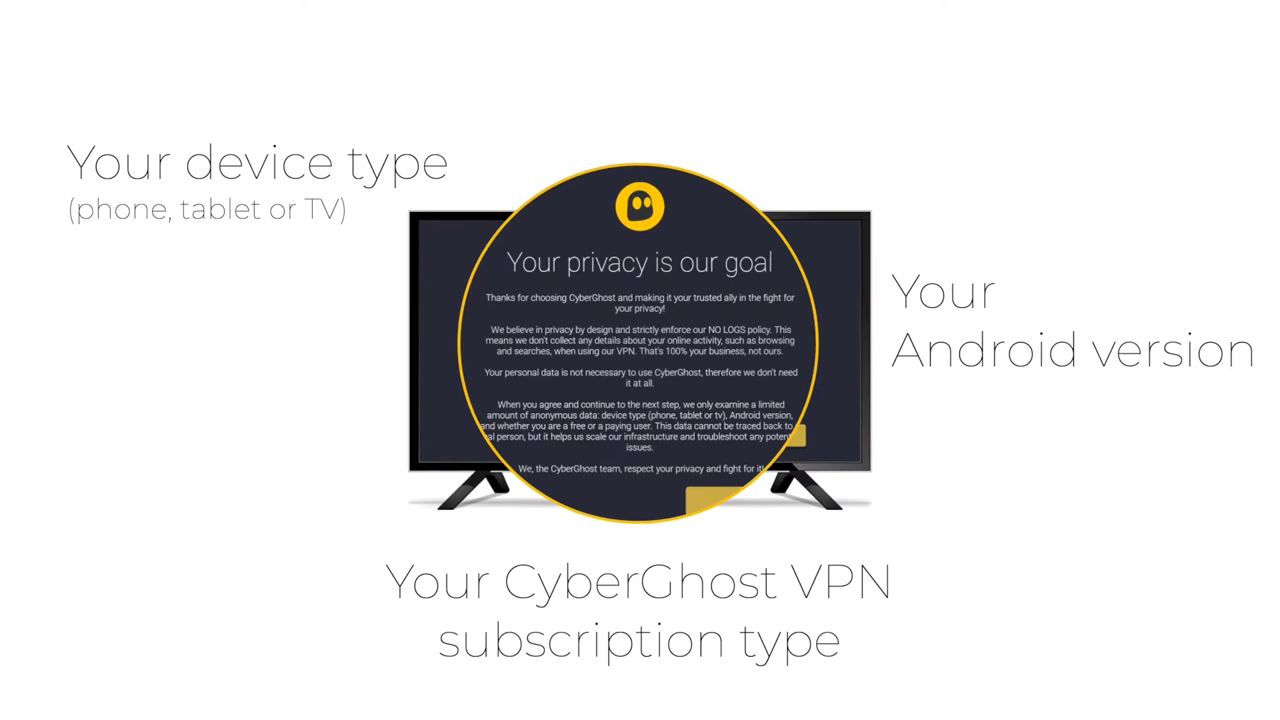 Your device type
(phone, tablet or TV)
Your privacy is our goal
Thanks for choosing CyberGhost and making it your trusted ally in the fight for
your privacy!
We believe in privacy by design and strictly enforce our NO LOGS policy. This
means we don't collect any details about your online activity, such as browsing
and searches, when using our VPN. That's 100% your business, not ours.
Your personal data is not necessary to use CyberGhost, therefore we don't need
it at all.
When you agree and continue to the next step, we only examine a limited
amount of anonymous data: device type (phone, tablet or tv), Android version,
and whether you are a free or a paying user. This data cannot be traced back to
al person, but it helps us scale our infrastructure and troubleshoot any potent
issues.
We, the CyberGhost team, respect your privacy and fight for it!
Your
Android version
Your CyberGhost VPN
subscription type